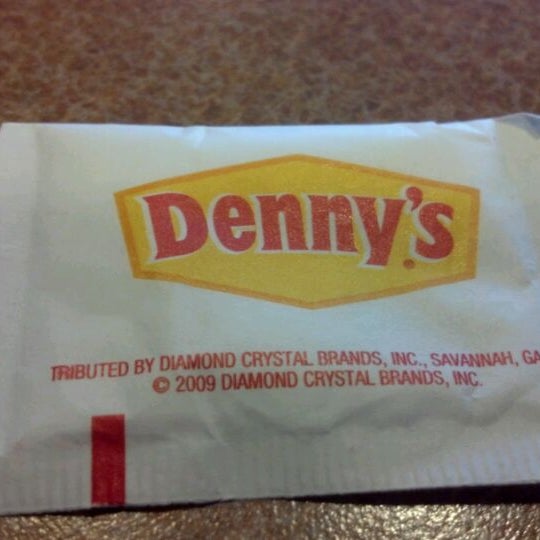 Denny's
TRIBUTED BY DIAMOND CRYSTAL BRANDS, INC., SAVANNAH, GA
© 2009 DIAMOND CRYSTAL BRANDS, INC.